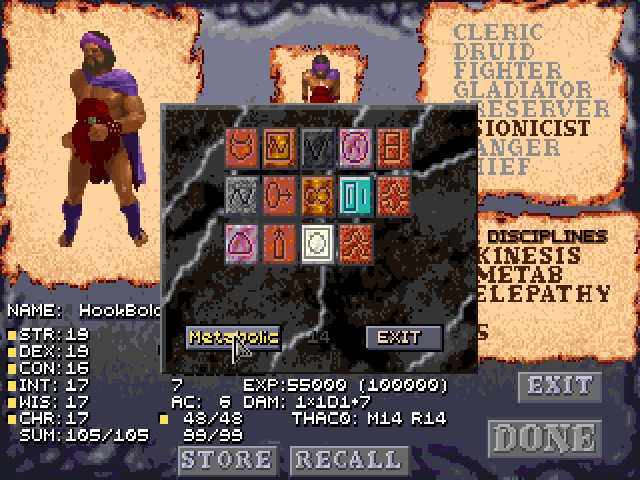 CLERIC
DRUID
FIGHTER
GLADIATOR
RESERVER
SIONICIST
ANGER
HIEF
DISCIPLINES
KINESIS
METAB
ELEPATHY
S
NAME: HookBolo
STR:19
DEX:19
CON:16
INT: 17
WIS: 17
CHR:17
SUM:105/105
Metabolic
14
EXIT
7 EXP:55000 (100000)
AC: 6 DAM: 1x1D1+7
48/48 THAC0: M14 R14
99/99
EXIT
STORE
RECALL
DONE